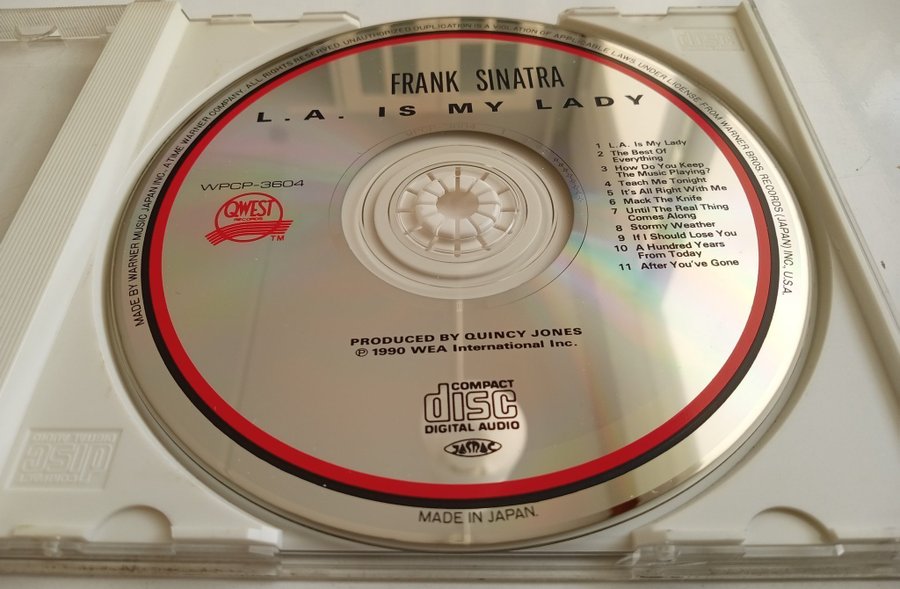 MADE BY WARNER MUSIC JAPAN INC. A TIME WARNER COMPANY. ALL RIGHTS RESERVED. UNAUTHORIZED DUPLICATION IS A VIOLATION OF APPLICABLE LAWS. UNDER LICENSE FROM WARNER BROS. RECORDS (JAPAN) INC., U.S.A.
FRANK SINATRA
L.A. IS MY LADY
WPCP-3604
QWEST
RECORDS
TM
1 L.A. Is My Lady
2 The Best Of
Everything
3 How Do You Keep
The Music Playing?
4 Teach Me Tonight
5 It's All Right With Me
6 Mack The Knife
7 Until The Real Thing
Comes Along
8 Stormy Weather
9 If I Should Lose You
10 A Hundred Years
From Today
11 After You've Gone
PRODUCED BY QUINCY JONES
℗ 1990 WEA International Inc.
COMPACT
disc
DIGITAL AUDIO
JASRAC
MADE IN JAPAN.